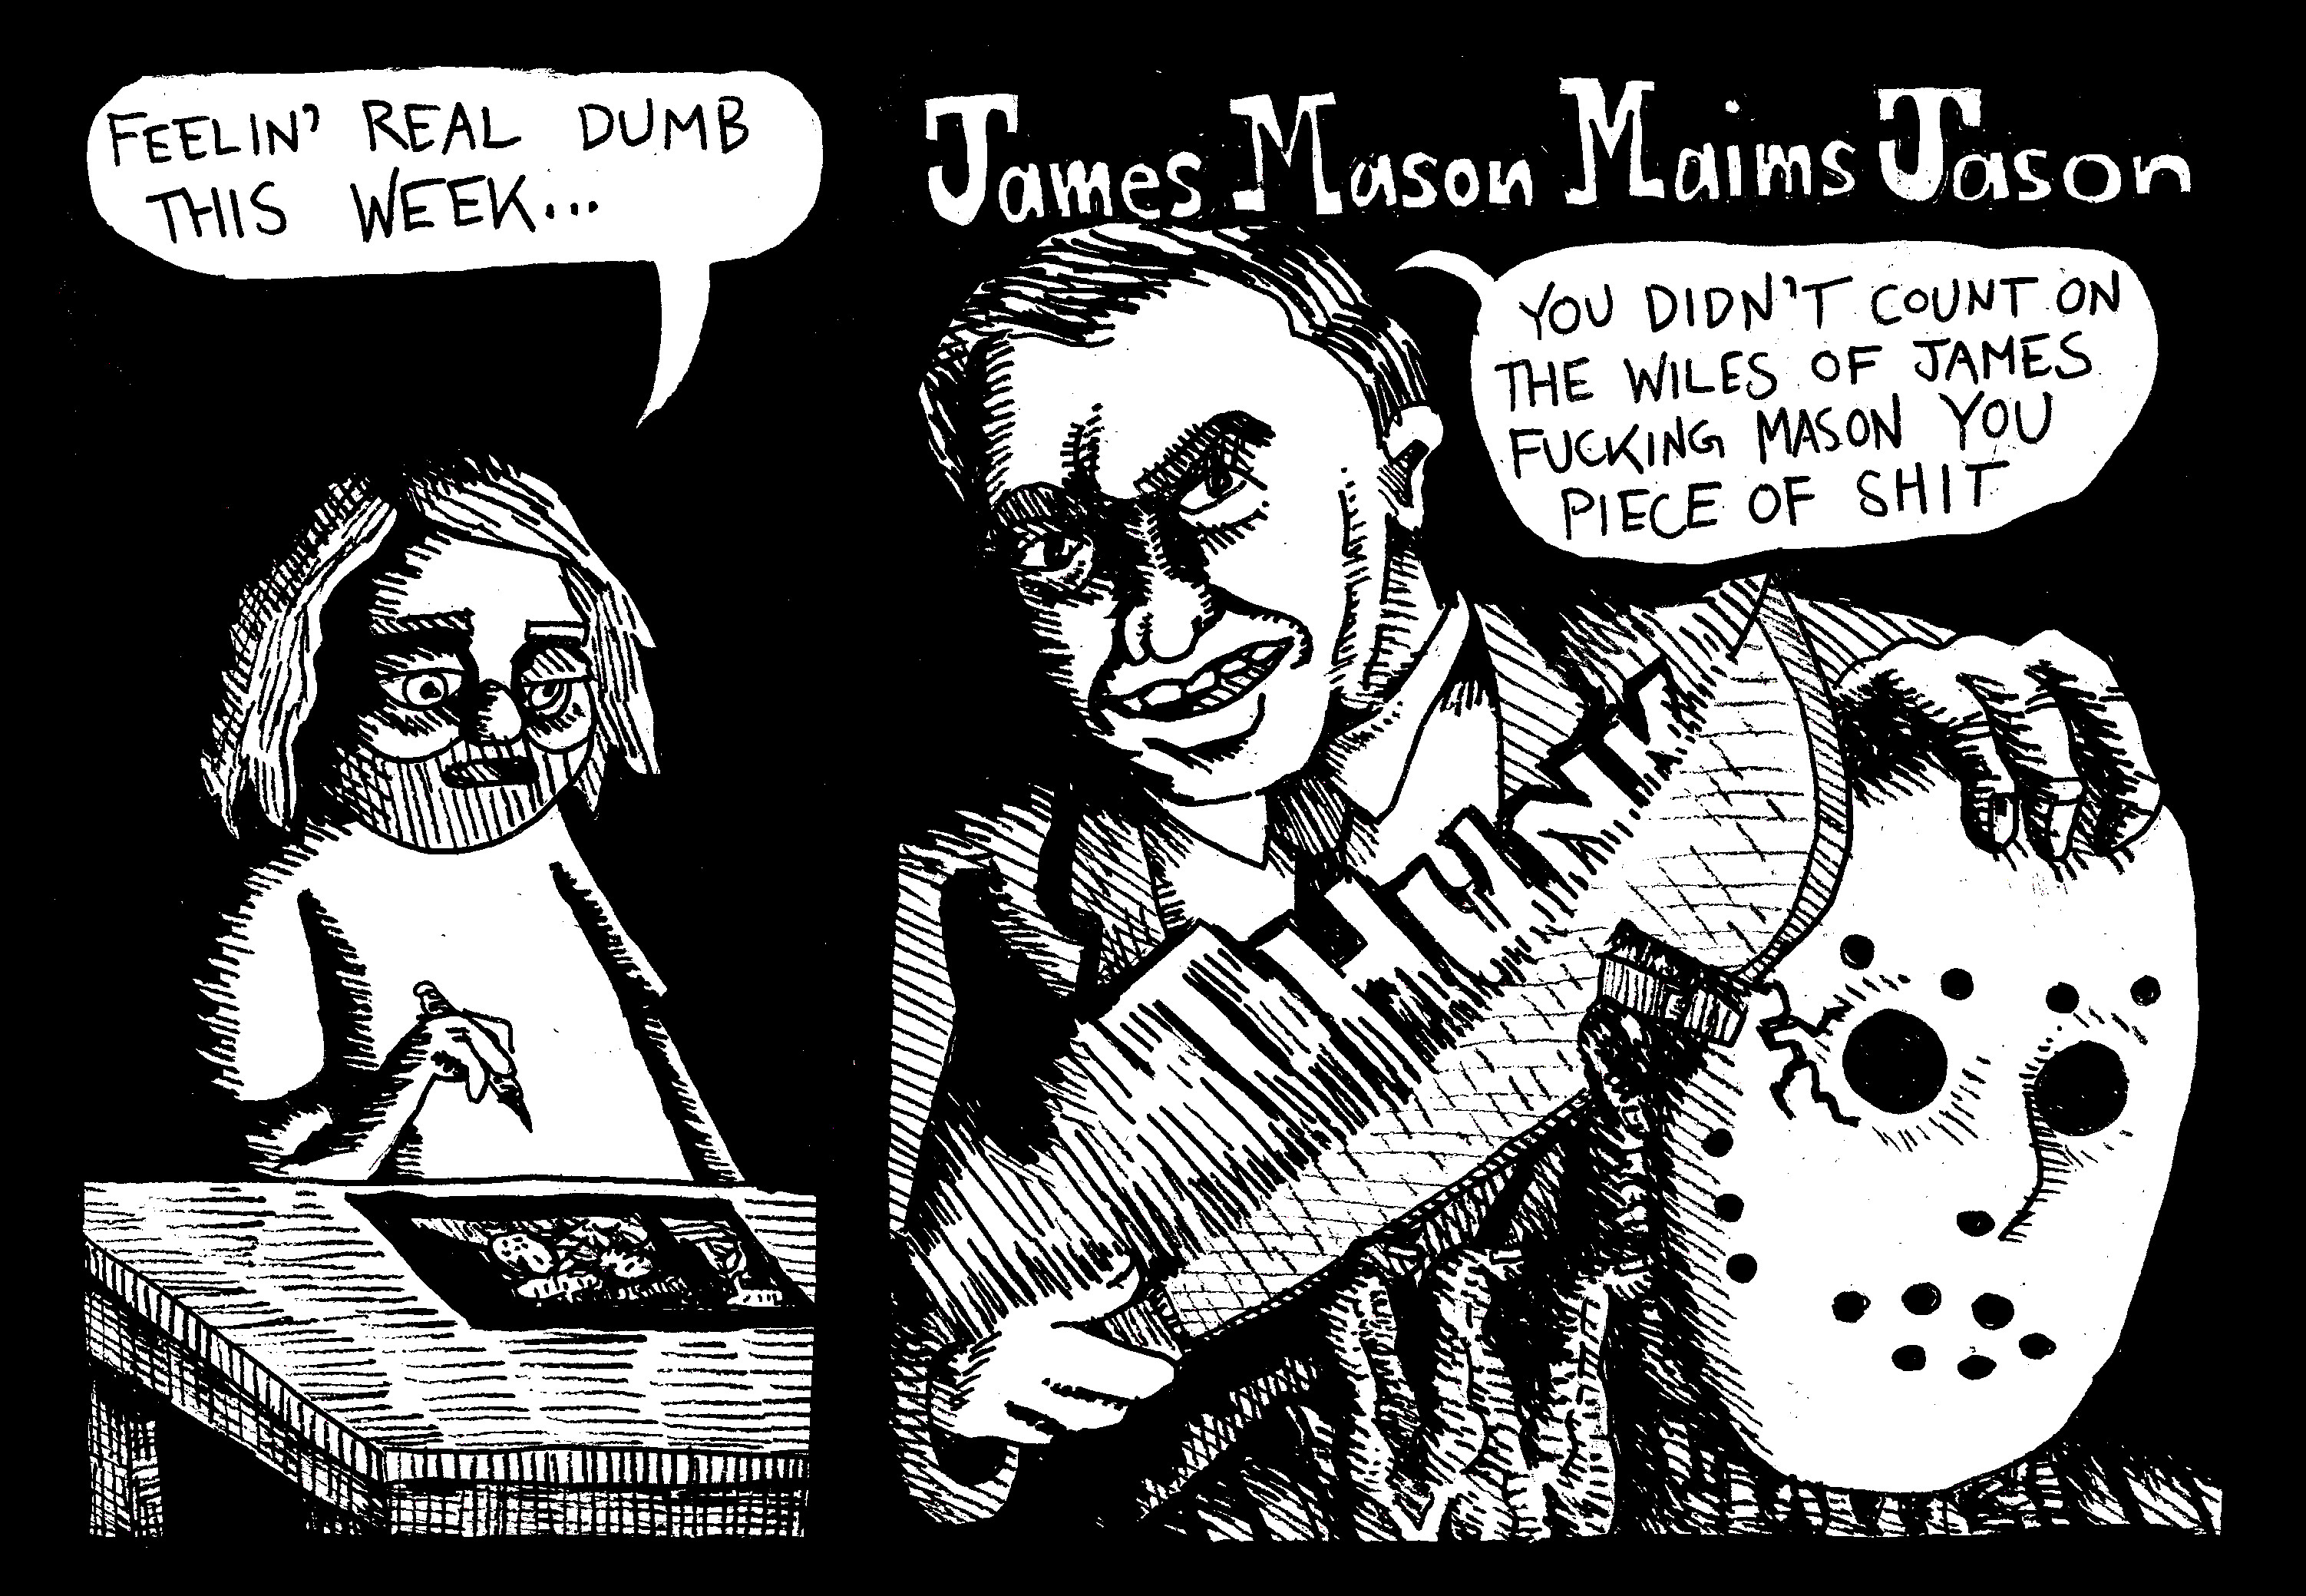 FEELIN' REAL DUMB
THIS WEEK...
James Mason Maims Jason
YOU DIDN'T COUNT ON
THE WILES OF JAMES
FUCKING MASON YOU
PIECE OF SHIT